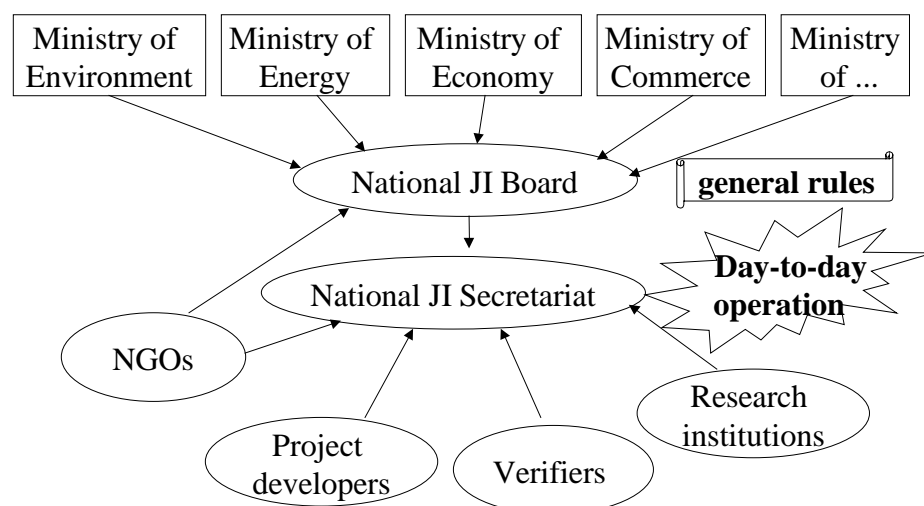 Ministry of
Environment
Ministry of
Energy
Ministry of
Economy
Ministry of
Commerce
Ministry
of ...
National JI Board
general rules
Day-to-day
operation
National JI Secretariat
NGOs
Research
institutions
Project
developers
Verifiers